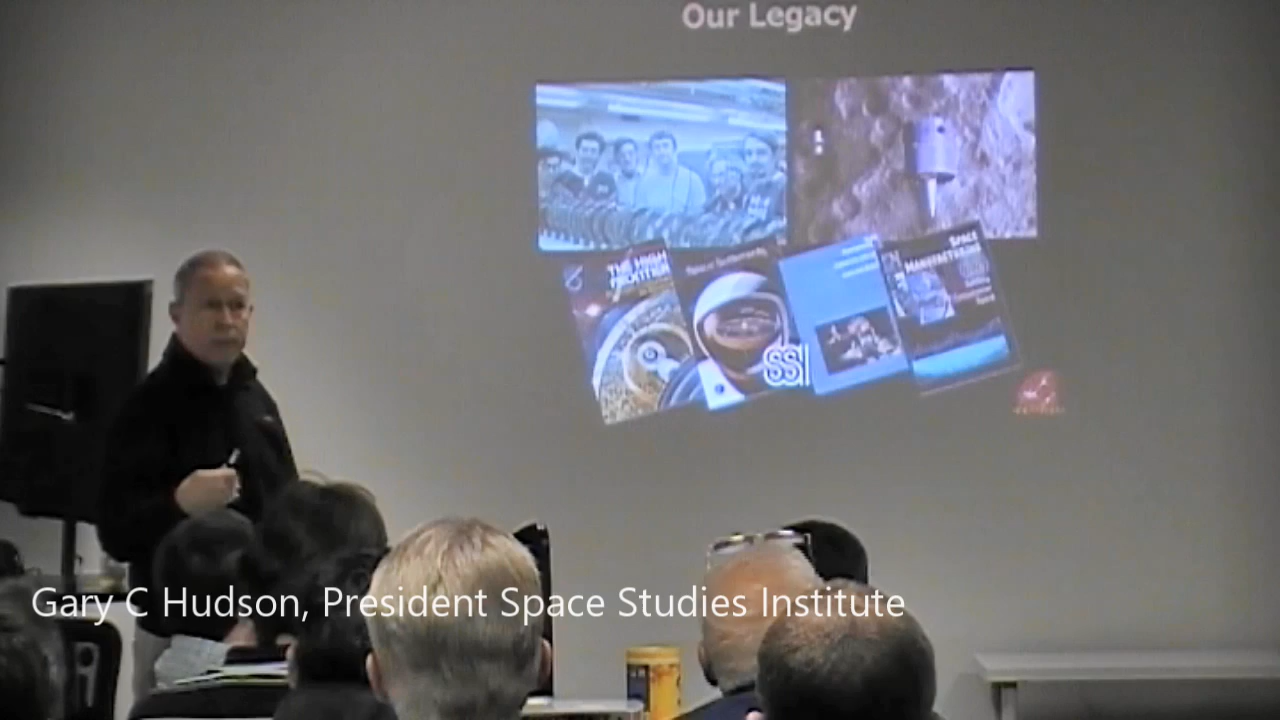 Our Legacy
THE HIGH
FRONTIER
SPACE
MANUFACTURING
SSI
Gary C Hudson, President Space Studies Institute